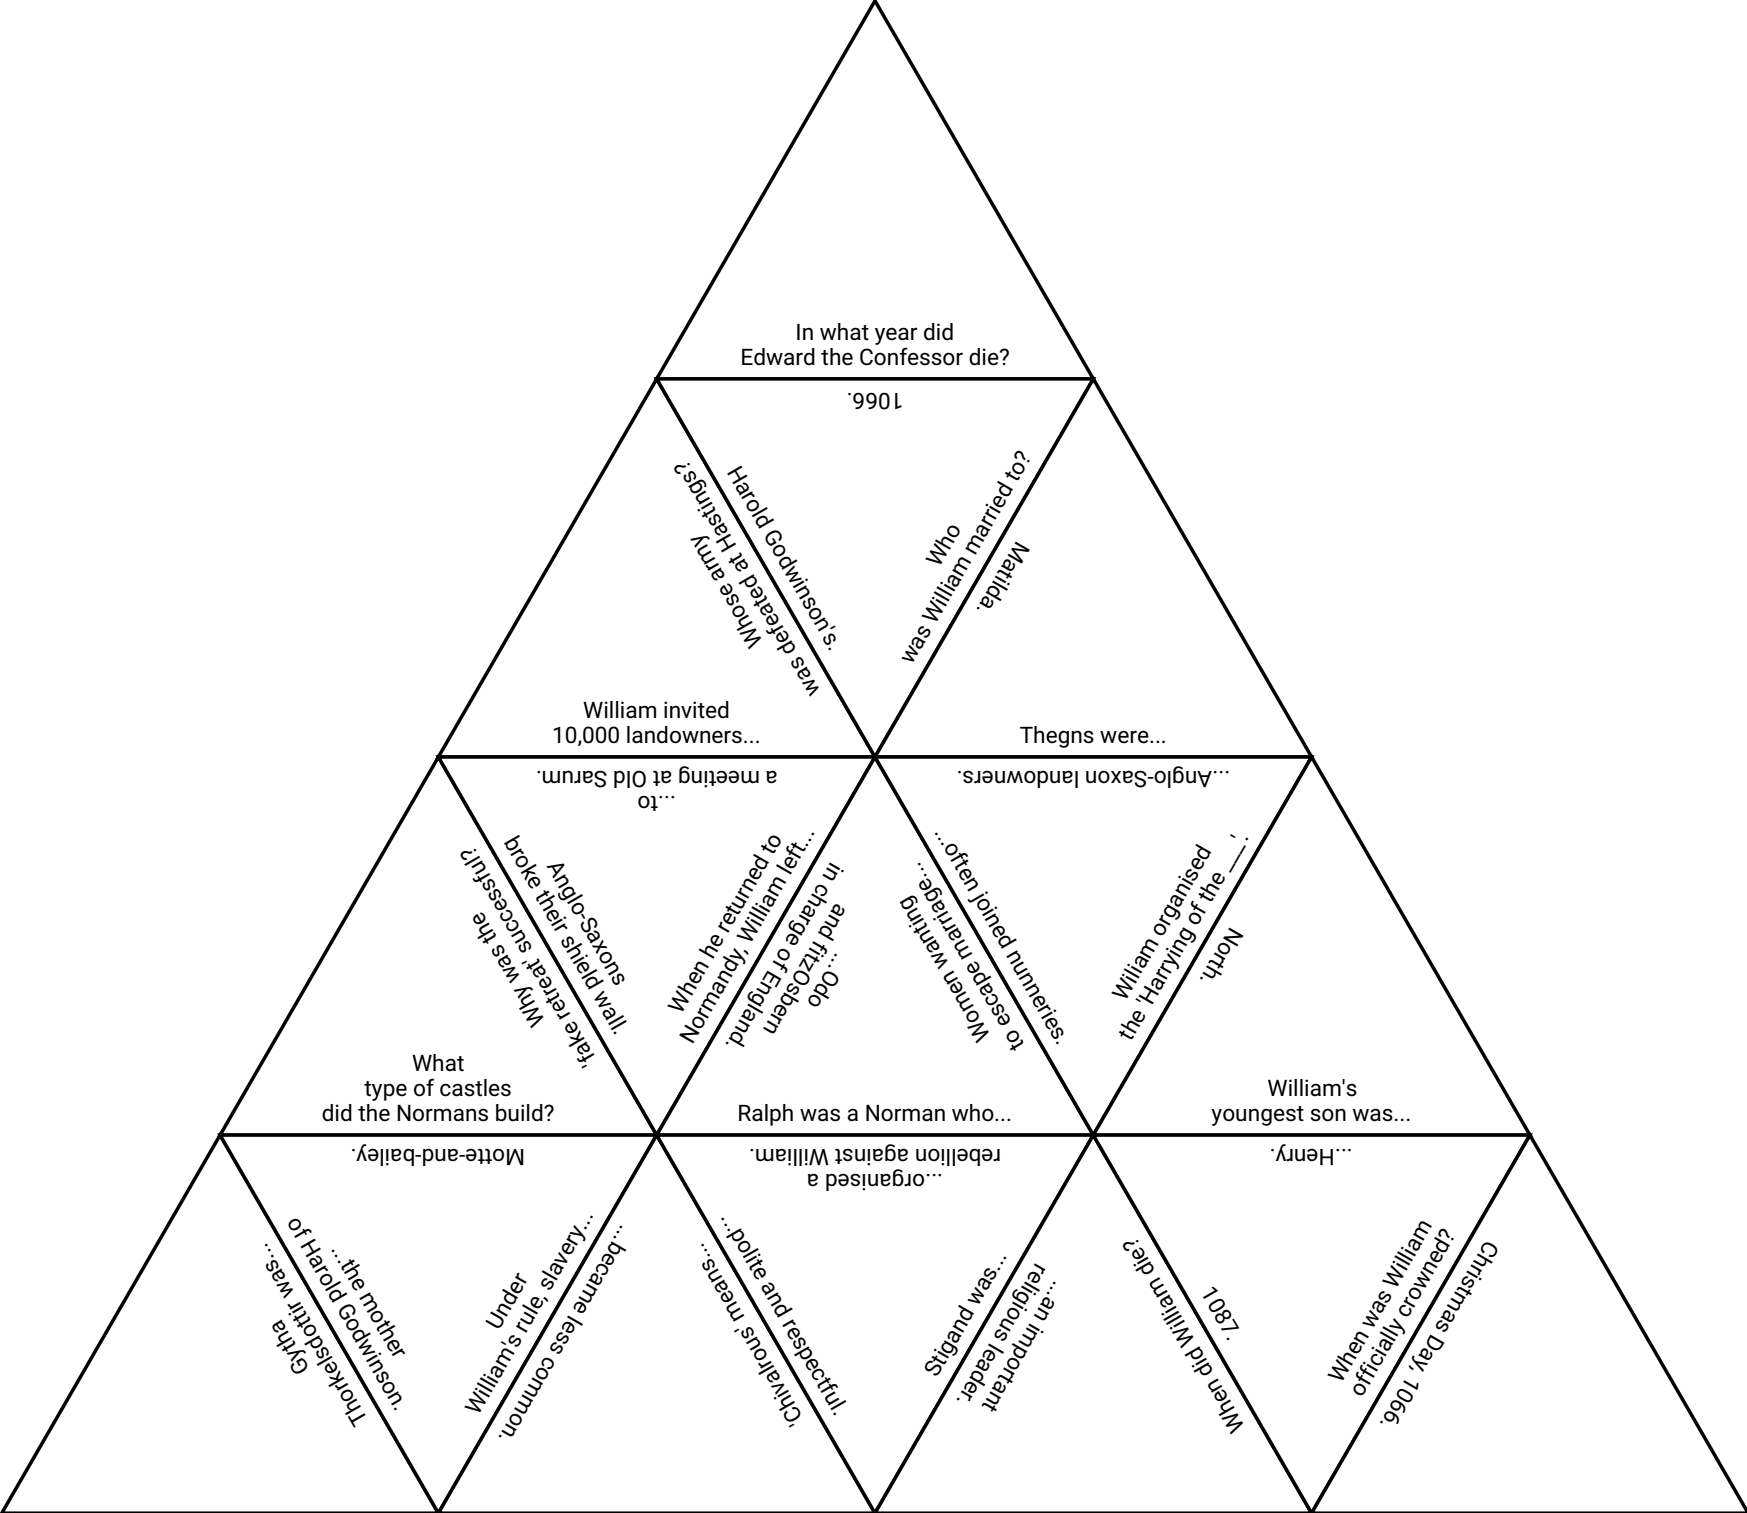 In what year did
Edward the Confessor die?
1066.
Whose army
was defeated at Hastings?
Harold Godwinson's.
Who
was William married to?
Matilda.
William invited
10,000 landowners...
...to
a meeting at Old Sarum.
Thegns were...
...Anglo-Saxon landowners.
Why was the
'fake retreat' successful?
Anglo-Saxons
broke their shield wall.
When he returned to
Normandy, William left...
...Odo
and fitzOsbern
in charge of England.
Women wanting
to escape marriage...
...often joined nunneries.
William organised
the 'Harrying of the ___'.
North.
What
type of castles
did the Normans build?
Motte-and-bailey.
Ralph was a Norman who...
...organised a
rebellion against William.
William's
youngest son was...
...Henry.
Gytha
Thorkelsdottir was...
...the mother
of Harold Godwinson.
Under
William's rule, slavery...
...became less common.
'Chivalrous' means...
...polite and respectful.
Stigand was...
...an important
religious leader.
When did William die?
1087.
When was William
officially crowned?
Christmas Day, 1066.